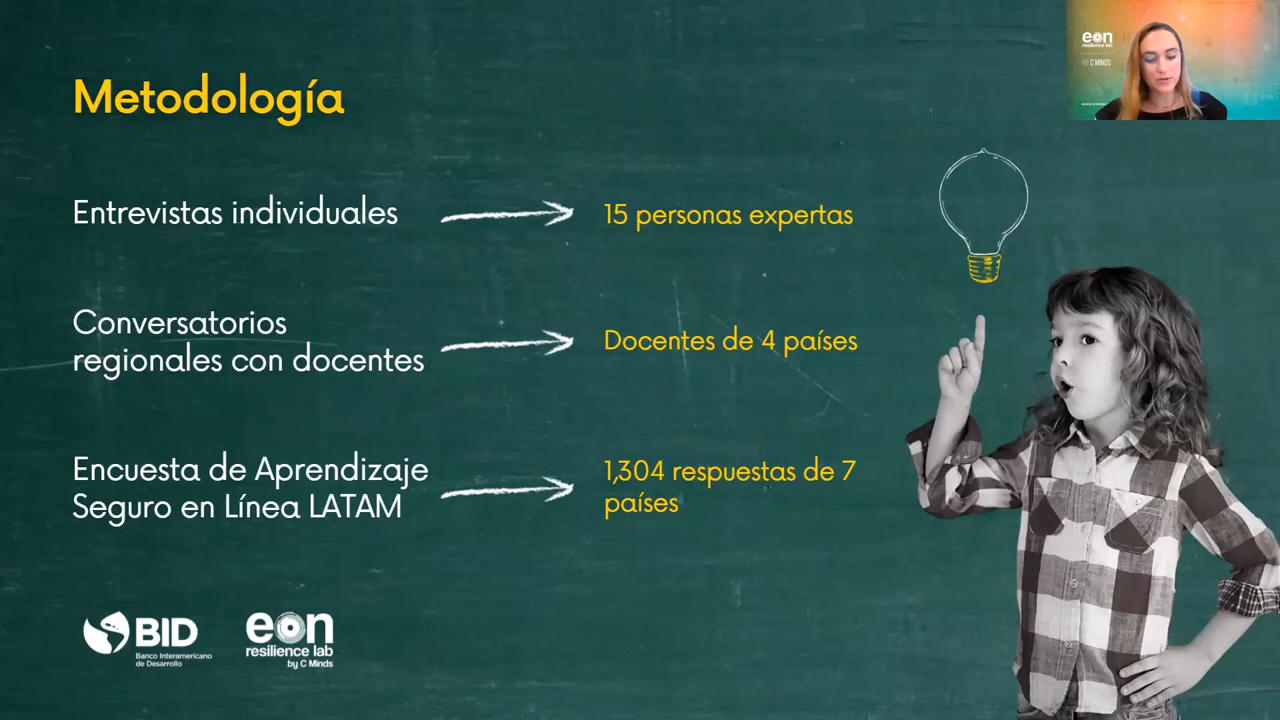 Metodología
Entrevistas individuales
15 personas expertas
Conversatorios
regionales con docentes
Docentes de 4 países
Encuesta de Aprendizaje
Seguro en Línea LATAM
1,304 respuestas de 7
países
BID
Banco Interamericano
de Desarrollo
eon
resilience lab
by C Minds
eon
resilience lab
C MINDS